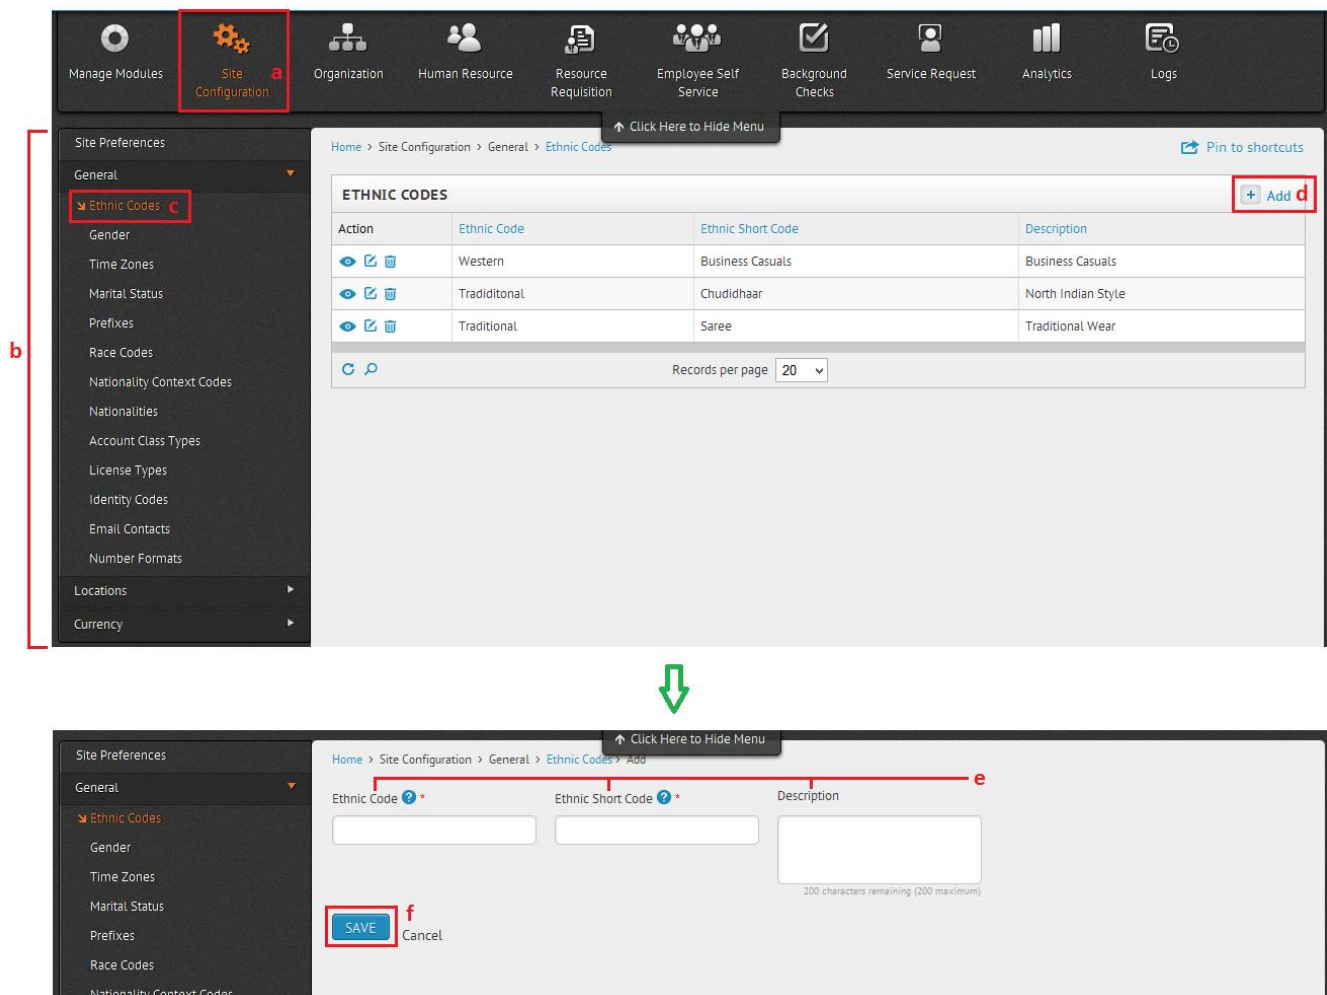 Manage Modules
Site
Configuration
a
Organization
Human Resource
Resource
Requisition
Employee Self
Service
Background
Checks
Service Request
Analytics
Logs
Click Here to Hide Menu
b
Site Preferences
General
Ethnic Codes
c
Gender
Time Zones
Marital Status
Prefixes
Race Codes
Nationality Context Codes
Nationalities
Account Class Types
License Types
Identity Codes
Email Contacts
Number Formats
Locations
Currency
Home > Site Configuration > General > Ethnic Codes
Pin to shortcuts
ETHNIC CODES
+ Add d
Action Ethnic Code Ethnic Short Code Description
Western Business Casuals Business Casuals
Tradiditonal Chudidhaar North Indian Style
Traditional Saree Traditional Wear
Records per page 20
Click Here to Hide Menu
Site Preferences
General
Ethnic Codes
Gender
Time Zones
Marital Status
Prefixes
Race Codes
Nationality Context Codes
Home > Site Configuration > General > Ethnic Codes > Add
e
Ethnic Code ? * Ethnic Short Code ? * Description
200 characters remaining (200 maximum)
SAVE
f
Cancel